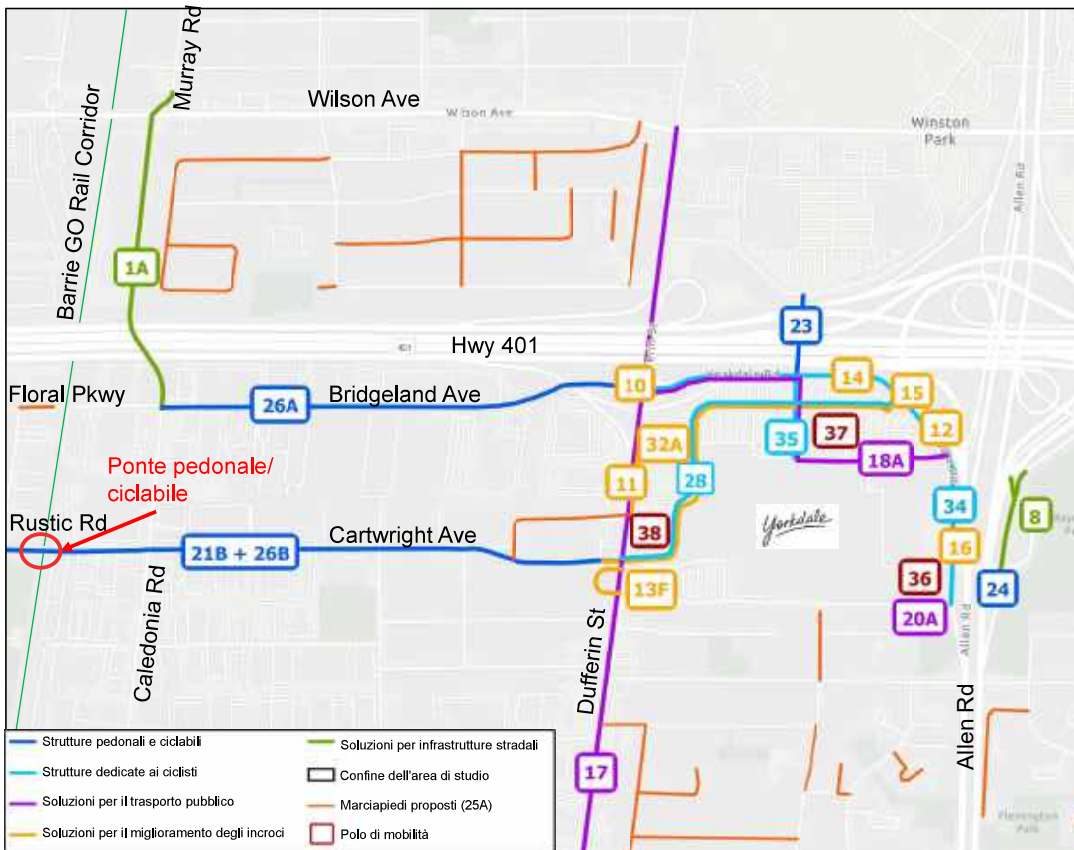 Murray Rd
Wilson Ave
Wilson Ave
Winston
Park
Allen Rd
Barrie GO Rail Corridor
1A
23
Hwy 401
10
14
15
Floral Pkwy
26A
Bridgeland Ave
12
35
37
32A
18A
Ponte pedonale/
ciclabile
11
28
34
8
Rustic Rd
Cartwright Ave
38
Yorkdale
21B + 26B
16
36
24
13F
20A
Caledonia Rd
Dufferin St
Allen Rd
Allen Rd
17
Strutture pedonali e ciclabili
Strutture dedicate ai ciclisti
Soluzioni per il trasporto pubblico
Soluzioni per il miglioramento degli incroci
Soluzioni per infrastrutture stradali
Confine dell'area di studio
Marciapiedi proposti (25A)
Polo di mobilità
Park